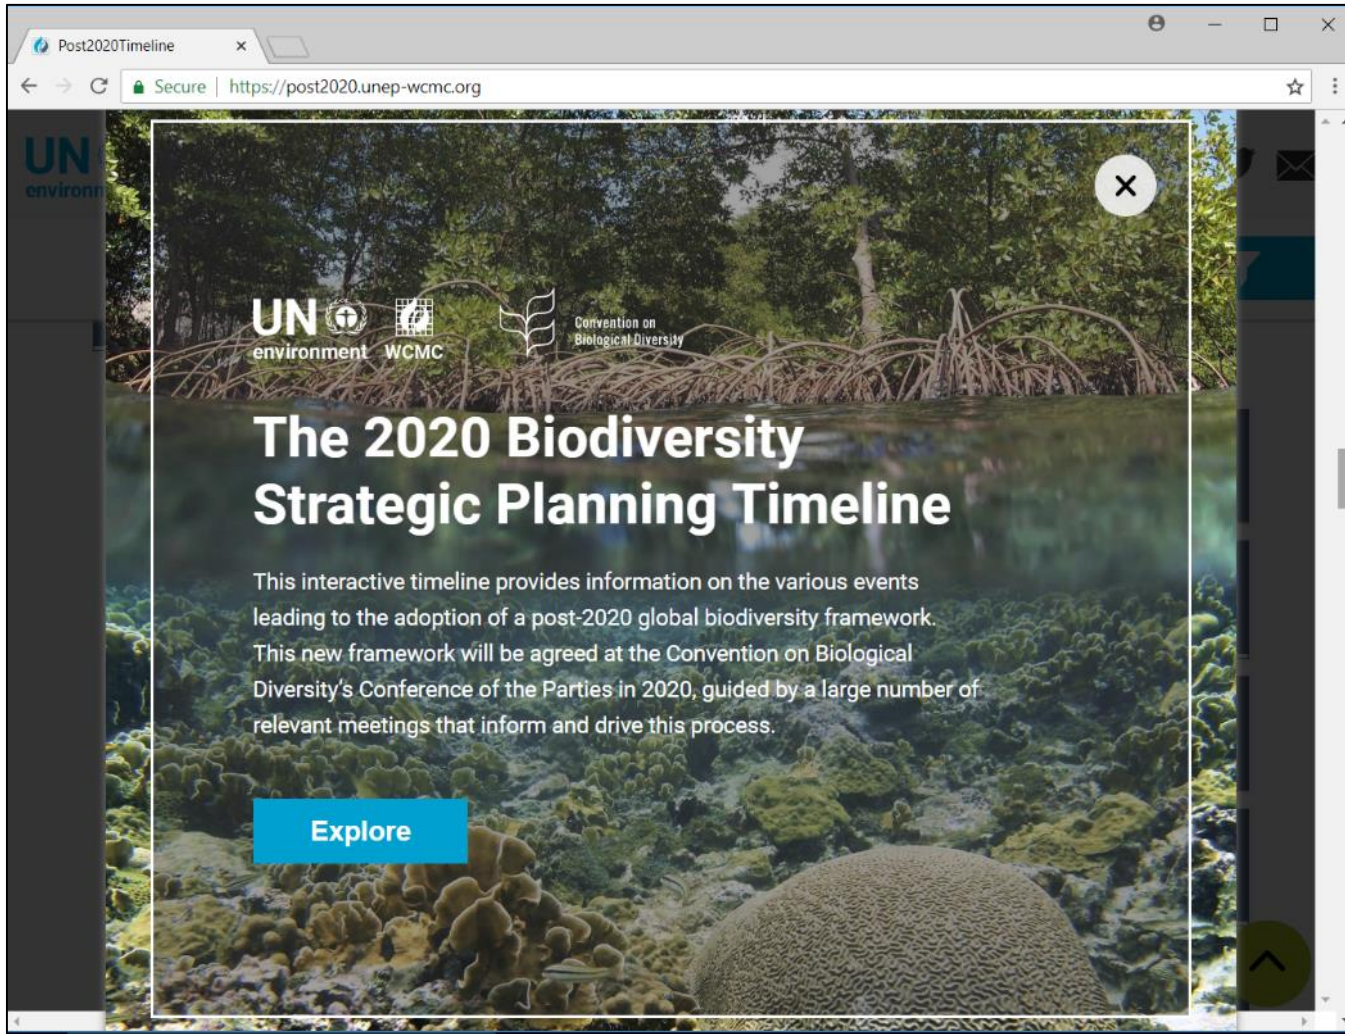 Post2020Timeline
Secure https://post2020.unep-wcmc.org
UN
UN
environment WCMC
Convention on
Biological Diversity
The 2020 Biodiversity
Strategic Planning Timeline
This interactive timeline provides information on the various events
leading to the adoption of a post-2020 global biodiversity framework.
This new framework will be agreed at the Convention on Biological
Diversity's Conference of the Parties in 2020, guided by a large number of
relevant meetings that inform and drive this process.
Explore